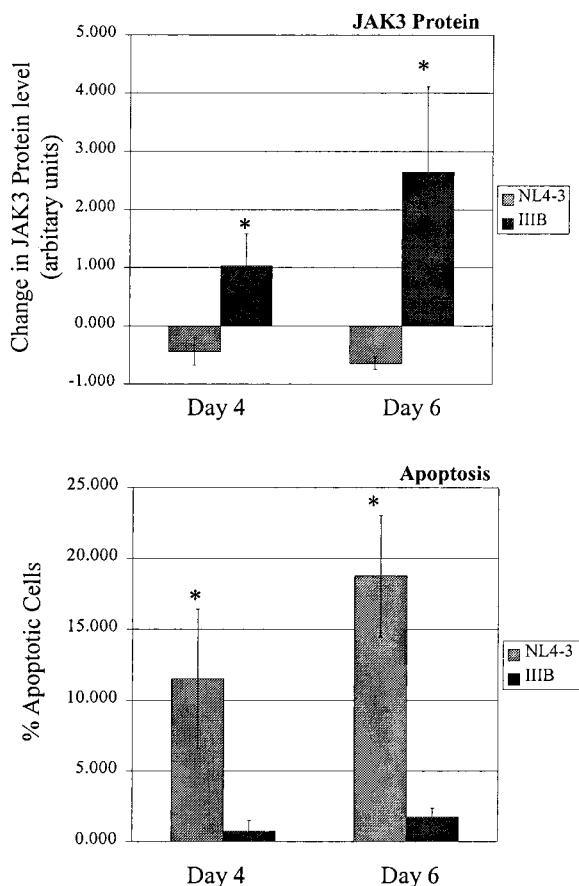 JAK3 Protein
Change in JAK3 Protein level
(arbitary units)
5.000
4.000
3.000
2.000
1.000
0.000
-1.000
*
*
NL4-3
IIIB
Day 4
Day 6
Apoptosis
% Apoptotic Cells
25.000
20.000
15.000
10.000
5.000
0.000
*
*
NL4-3
IIIB
Day 4
Day 6